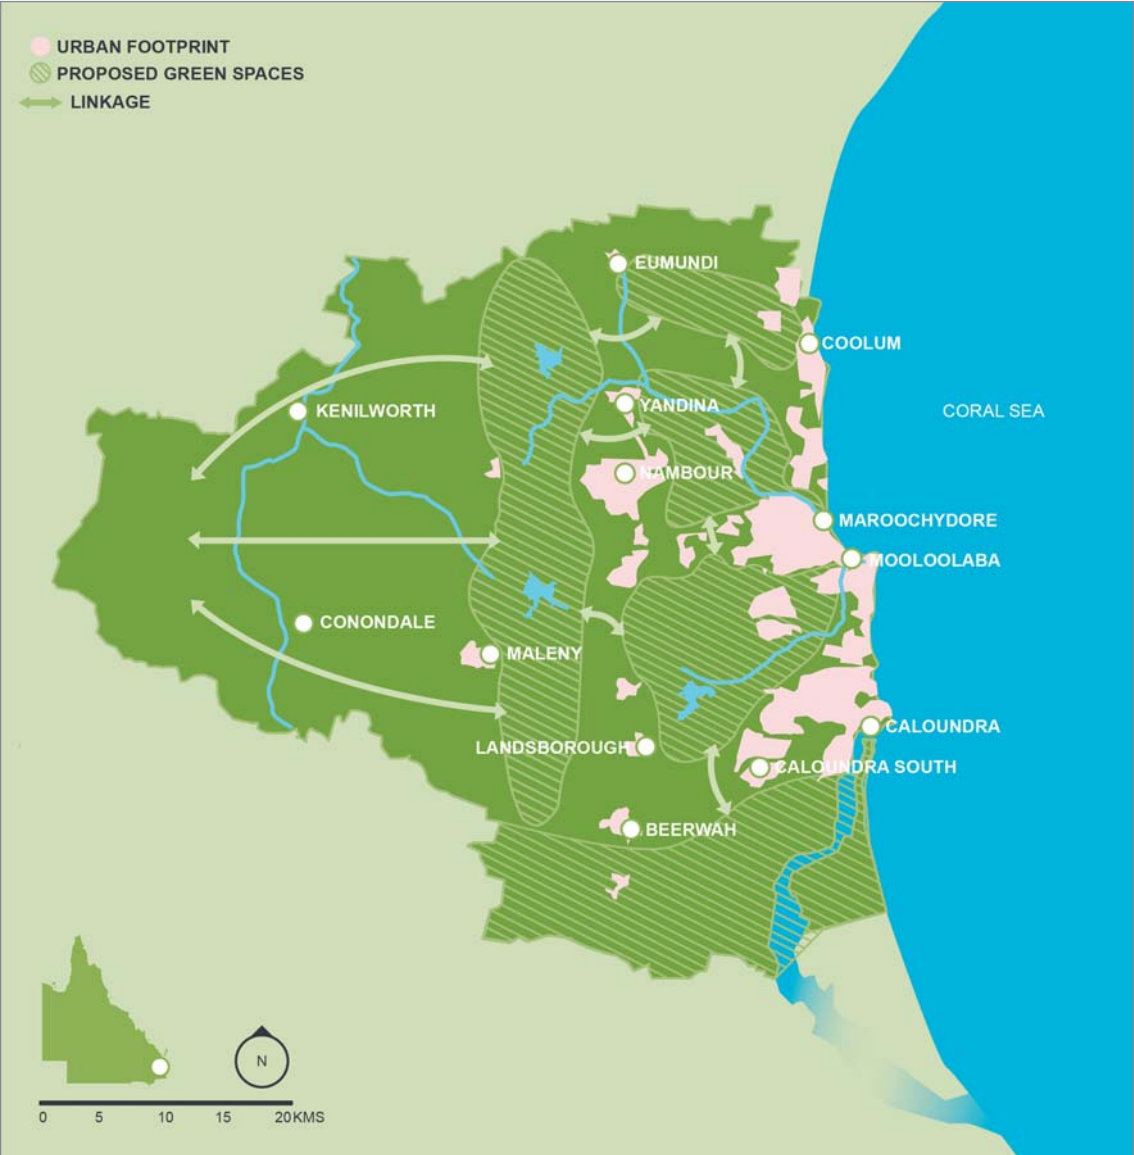 URBAN FOOTPRINT
PROPOSED GREEN SPACES
LINKAGE
EUMUNDI
COOLUM
KENILWORTH
YANDINA
CORAL SEA
NAMBOUR
MAROOCHYDORE
MOOLOOLABA
CONONDALE
MALENY
CALOUNDRA
LANDSBOROUGH
CALOUNDRA SOUTH
BEERWAH
N
0 5 10 15 20KMS